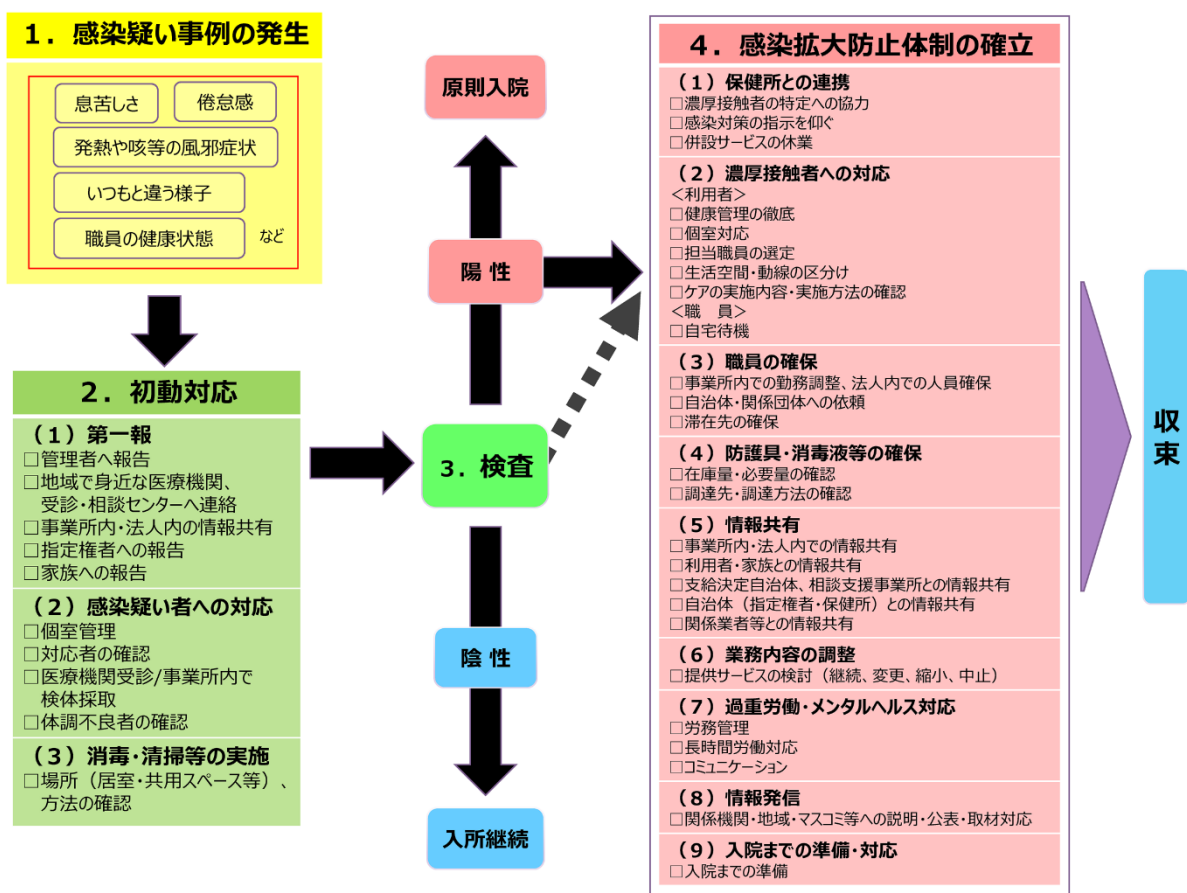 1．感染疑い事例の発生
息苦しさ
倦怠感
発熱や咳等の風邪症状
いつもと違う様子
職員の健康状態
など
2．初動対応
（1）第一報
□管理者へ報告
□地域で身近な医療機関、
受診・相談センターへ連絡
□事業所内・法人内の情報共有
□指定権者への報告
□家族への報告
（2）感染疑い者への対応
□個室管理
□対応者の確認
□医療機関受診/事業所内で
検体採取
□体調不良者の確認
（3）消毒・清掃等の実施
□場所（居室・共用スペース等）、
方法の確認
原則入院
陽 性
3．検査
陰 性
入所継続
4．感染拡大防止体制の確立
（1）保健所との連携
□濃厚接触者の特定への協力
□感染対策の指示を仰ぐ
□併設サービスの休業
（2）濃厚接触者への対応
＜利用者＞
□健康管理の徹底
□個室対応
□担当職員の選定
□生活空間・動線の区分け
□ケアの実施内容・実施方法の確認
＜職　員＞
□自宅待機
（3）職員の確保
□事業所内での勤務調整、法人内での人員確保
□自治体・関係団体への依頼
□滞在先の確保
（4）防護具・消毒液等の確保
□在庫量・必要量の確認
□調達先・調達方法の確認
（5）情報共有
□事業所内・法人内での情報共有
□利用者・家族との情報共有
□支給決定自治体、相談支援事業所との情報共有
□自治体（指定権者・保健所）との情報共有
□関係業者等との情報共有
（6）業務内容の調整
□提供サービスの検討（継続、変更、縮小、中止）
（7）過重労働・メンタルヘルス対応
□労務管理
□長時間労働対応
□コミュニケーション
（8）情報発信
□関係機関・地域・マスコミ等への説明・公表・取材対応
（9）入院までの準備・対応
□入院までの準備
収束